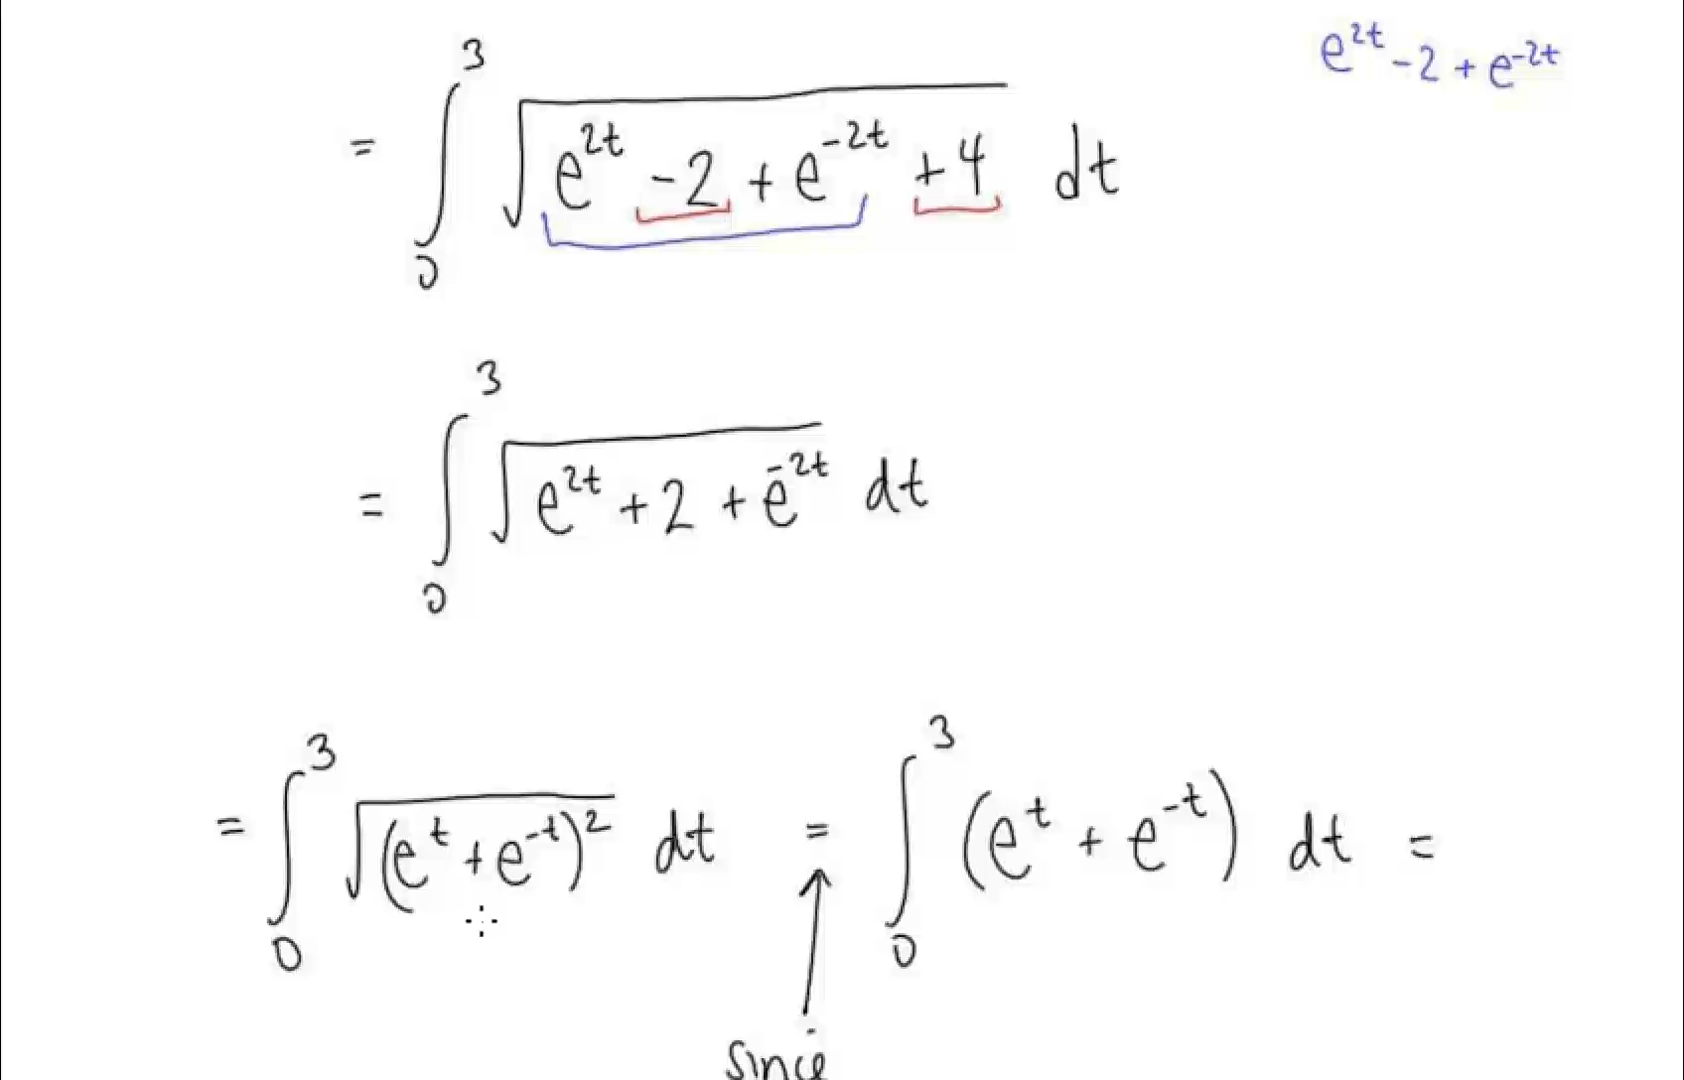 e^{2t} - 2 + e^{-2t}
= ∫_0^3 √(e^{2t} - 2 + e^{-2t} + 4) dt
= ∫_0^3 √(e^{2t} + 2 + e^{-2t}) dt
= ∫_0^3 √((e^t + e^{-t})^2) dt = ∫_0^3 (e^t + e^{-t}) dt =
since